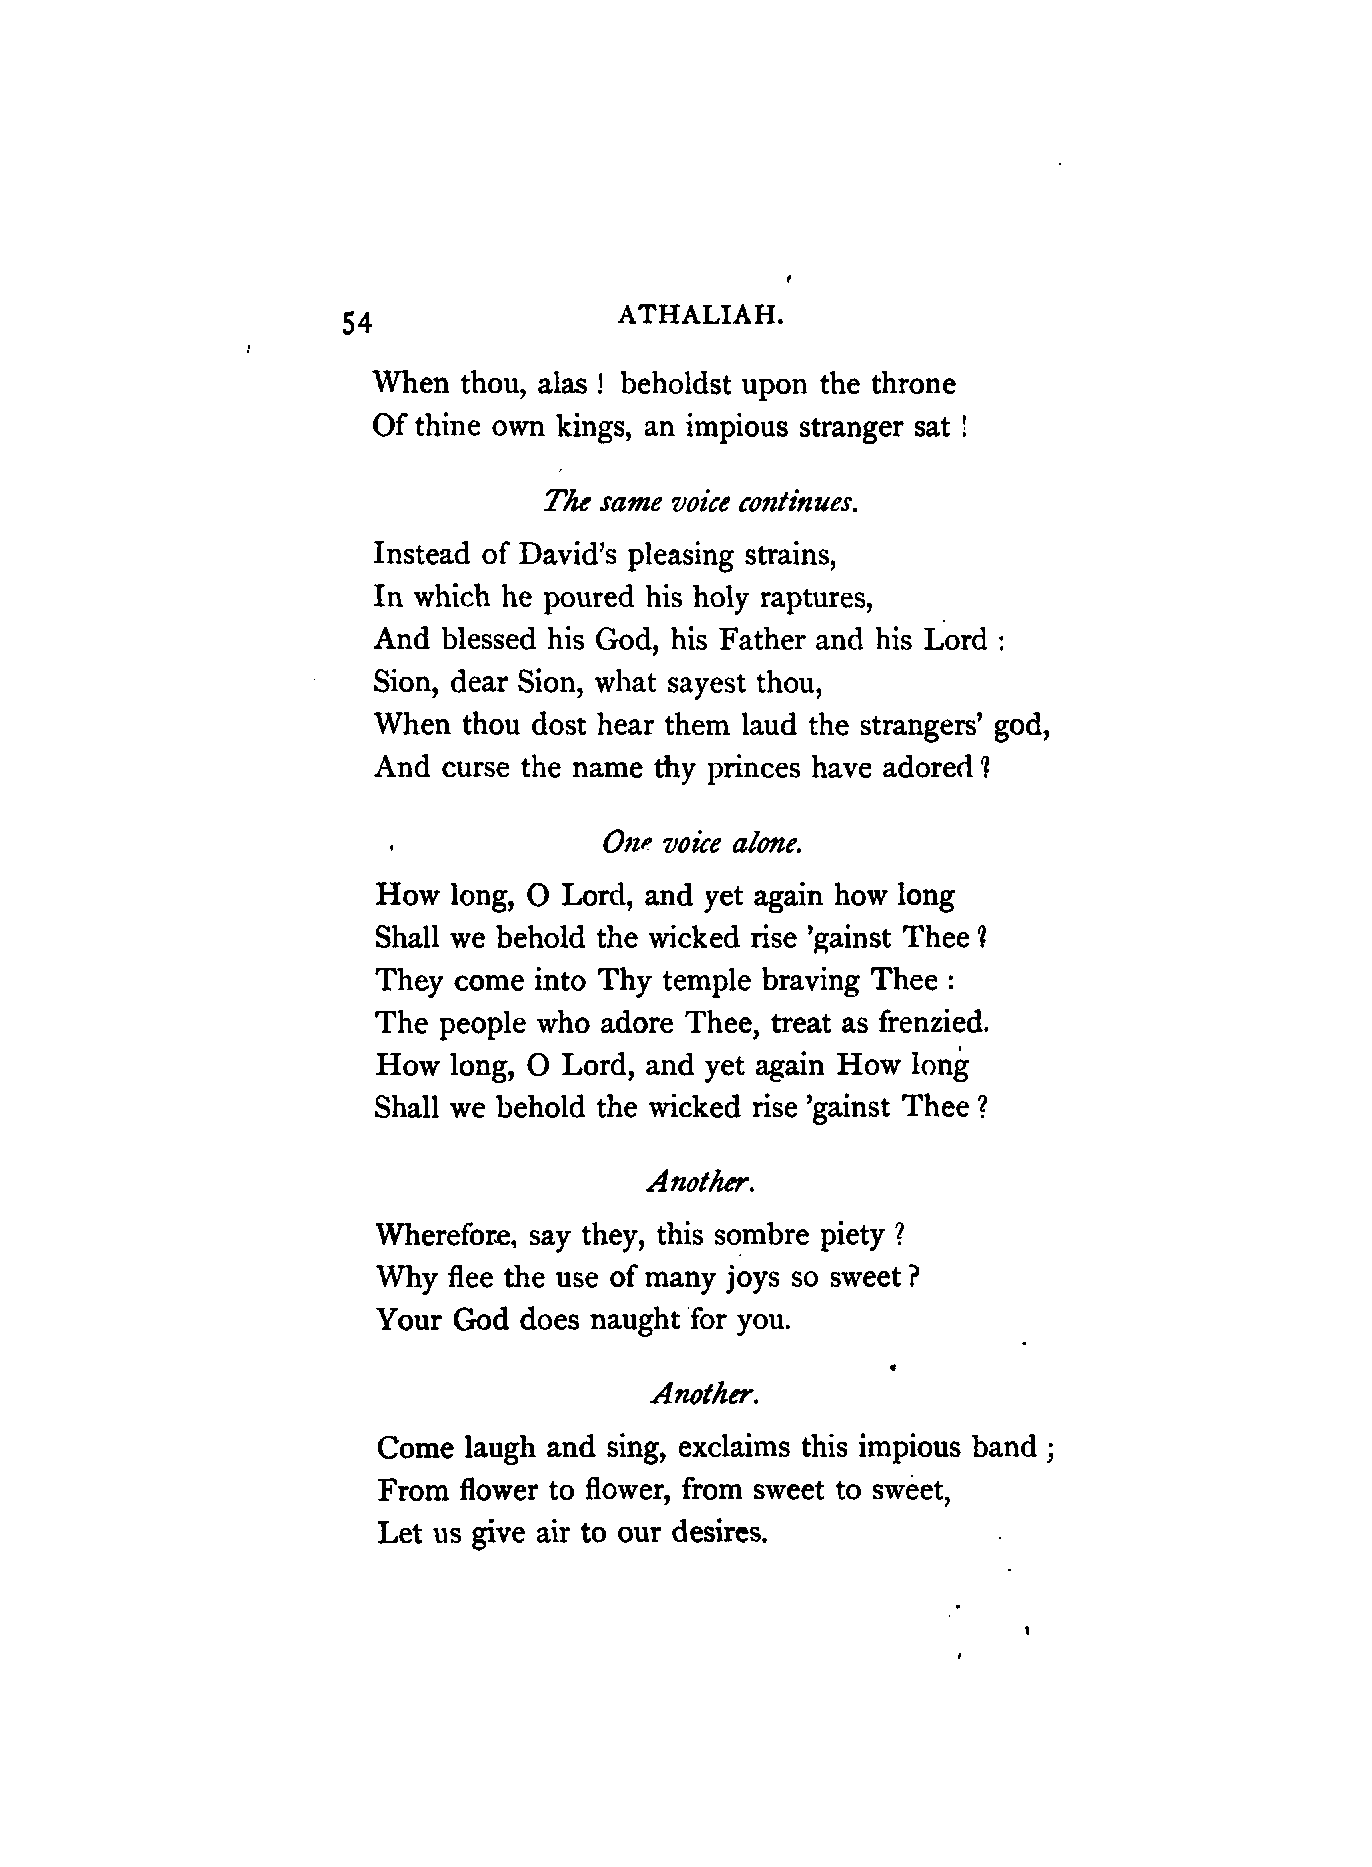 54 ATHALIAH.
When thou, alas ! beholdst upon the throne
Of thine own kings, an impious stranger sat !
The same voice continues.
Instead of David's pleasing strains,
In which he poured his holy raptures,
And blessed his God, his Father and his Lord :
Sion, dear Sion, what sayest thou,
When thou dost hear them laud the strangers' god,
And curse the name thy princes have adored ?
One voice alone.
How long, O Lord, and yet again how long
Shall we behold the wicked rise 'gainst Thee ?
They come into Thy temple braving Thee :
The people who adore Thee, treat as frenzied.
How long, O Lord, and yet again How long
Shall we behold the wicked rise 'gainst Thee ?
Another.
Wherefore, say they, this sombre piety ?
Why flee the use of many joys so sweet ?
Your God does naught for you.
Another.
Come laugh and sing, exclaims this impious band ;
From flower to flower, from sweet to sweet,
Let us give air to our desires.